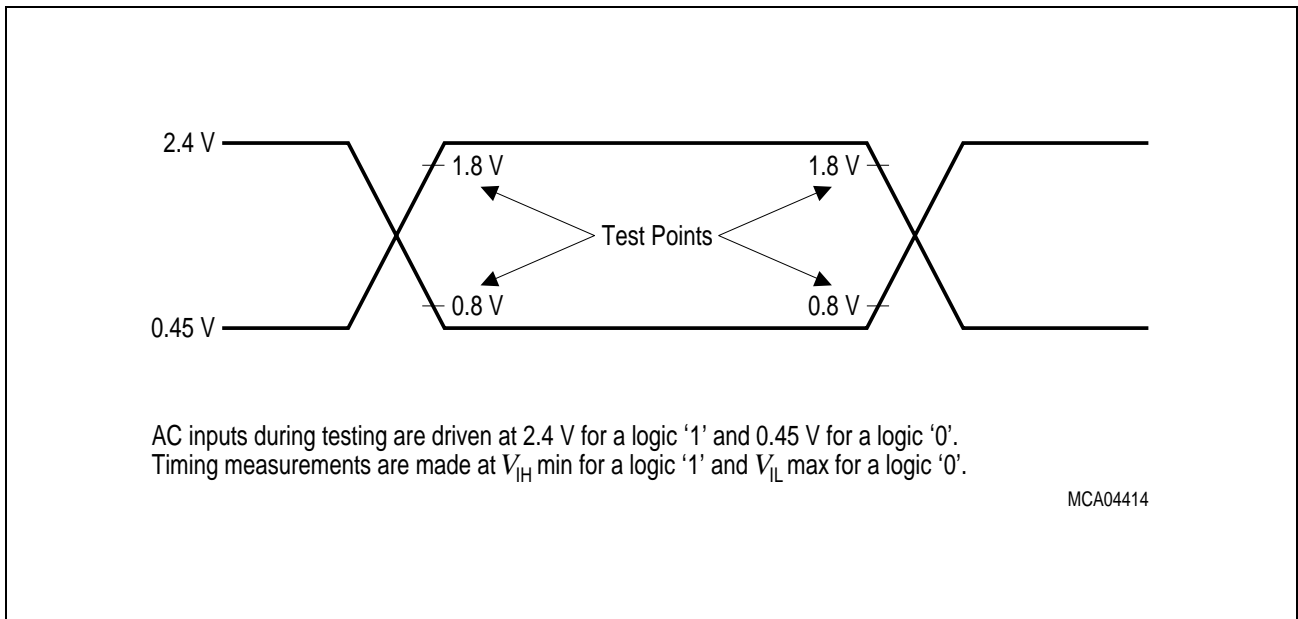 2.4 V
1.8 V 1.8 V
Test Points
0.8 V 0.8 V
0.45 V
AC inputs during testing are driven at 2.4 V for a logic ‘1’ and 0.45 V for a logic ‘0’.
Timing measurements are made at VIH min for a logic ‘1’ and VIL max for a logic ‘0’.
MCA04414